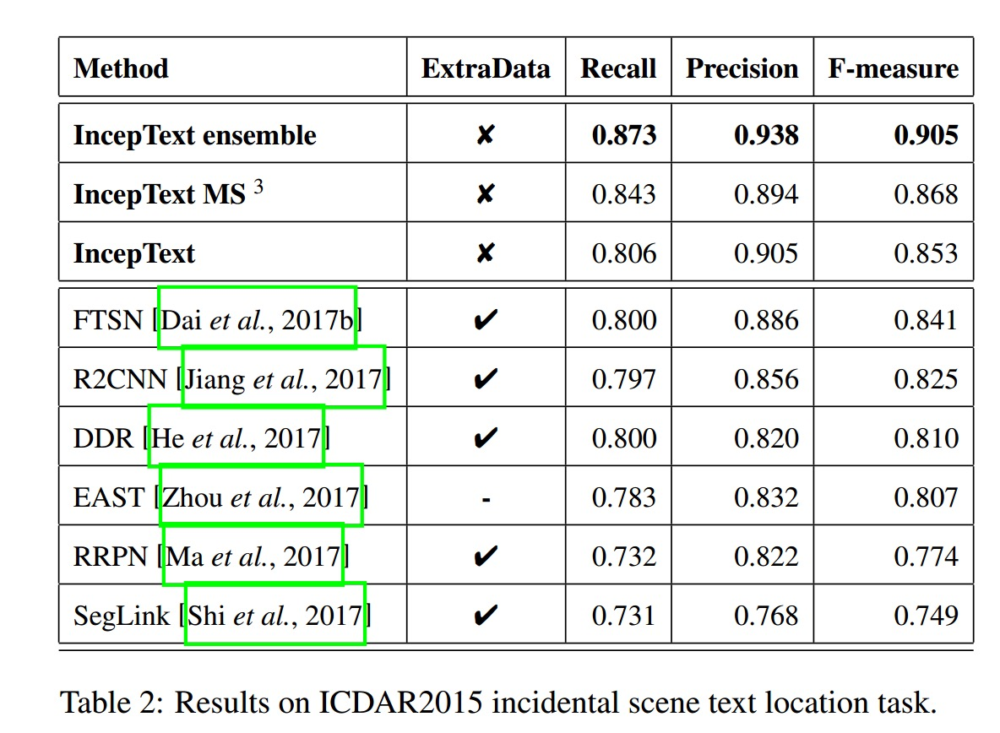 Method ExtraData Recall Precision F-measure
IncepText ensemble ✘ 0.873 0.938 0.905
IncepText MS ³ ✘ 0.843 0.894 0.868
IncepText ✘ 0.806 0.905 0.853
FTSN [Dai et al., 2017b] ✔ 0.800 0.886 0.841
R2CNN [Jiang et al., 2017] ✔ 0.797 0.856 0.825
DDR [He et al., 2017] ✔ 0.800 0.820 0.810
EAST [Zhou et al., 2017] - 0.783 0.832 0.807
RRPN [Ma et al., 2017] ✔ 0.732 0.822 0.774
SegLink [Shi et al., 2017] ✔ 0.731 0.768 0.749
Table 2: Results on ICDAR2015 incidental scene text location task.